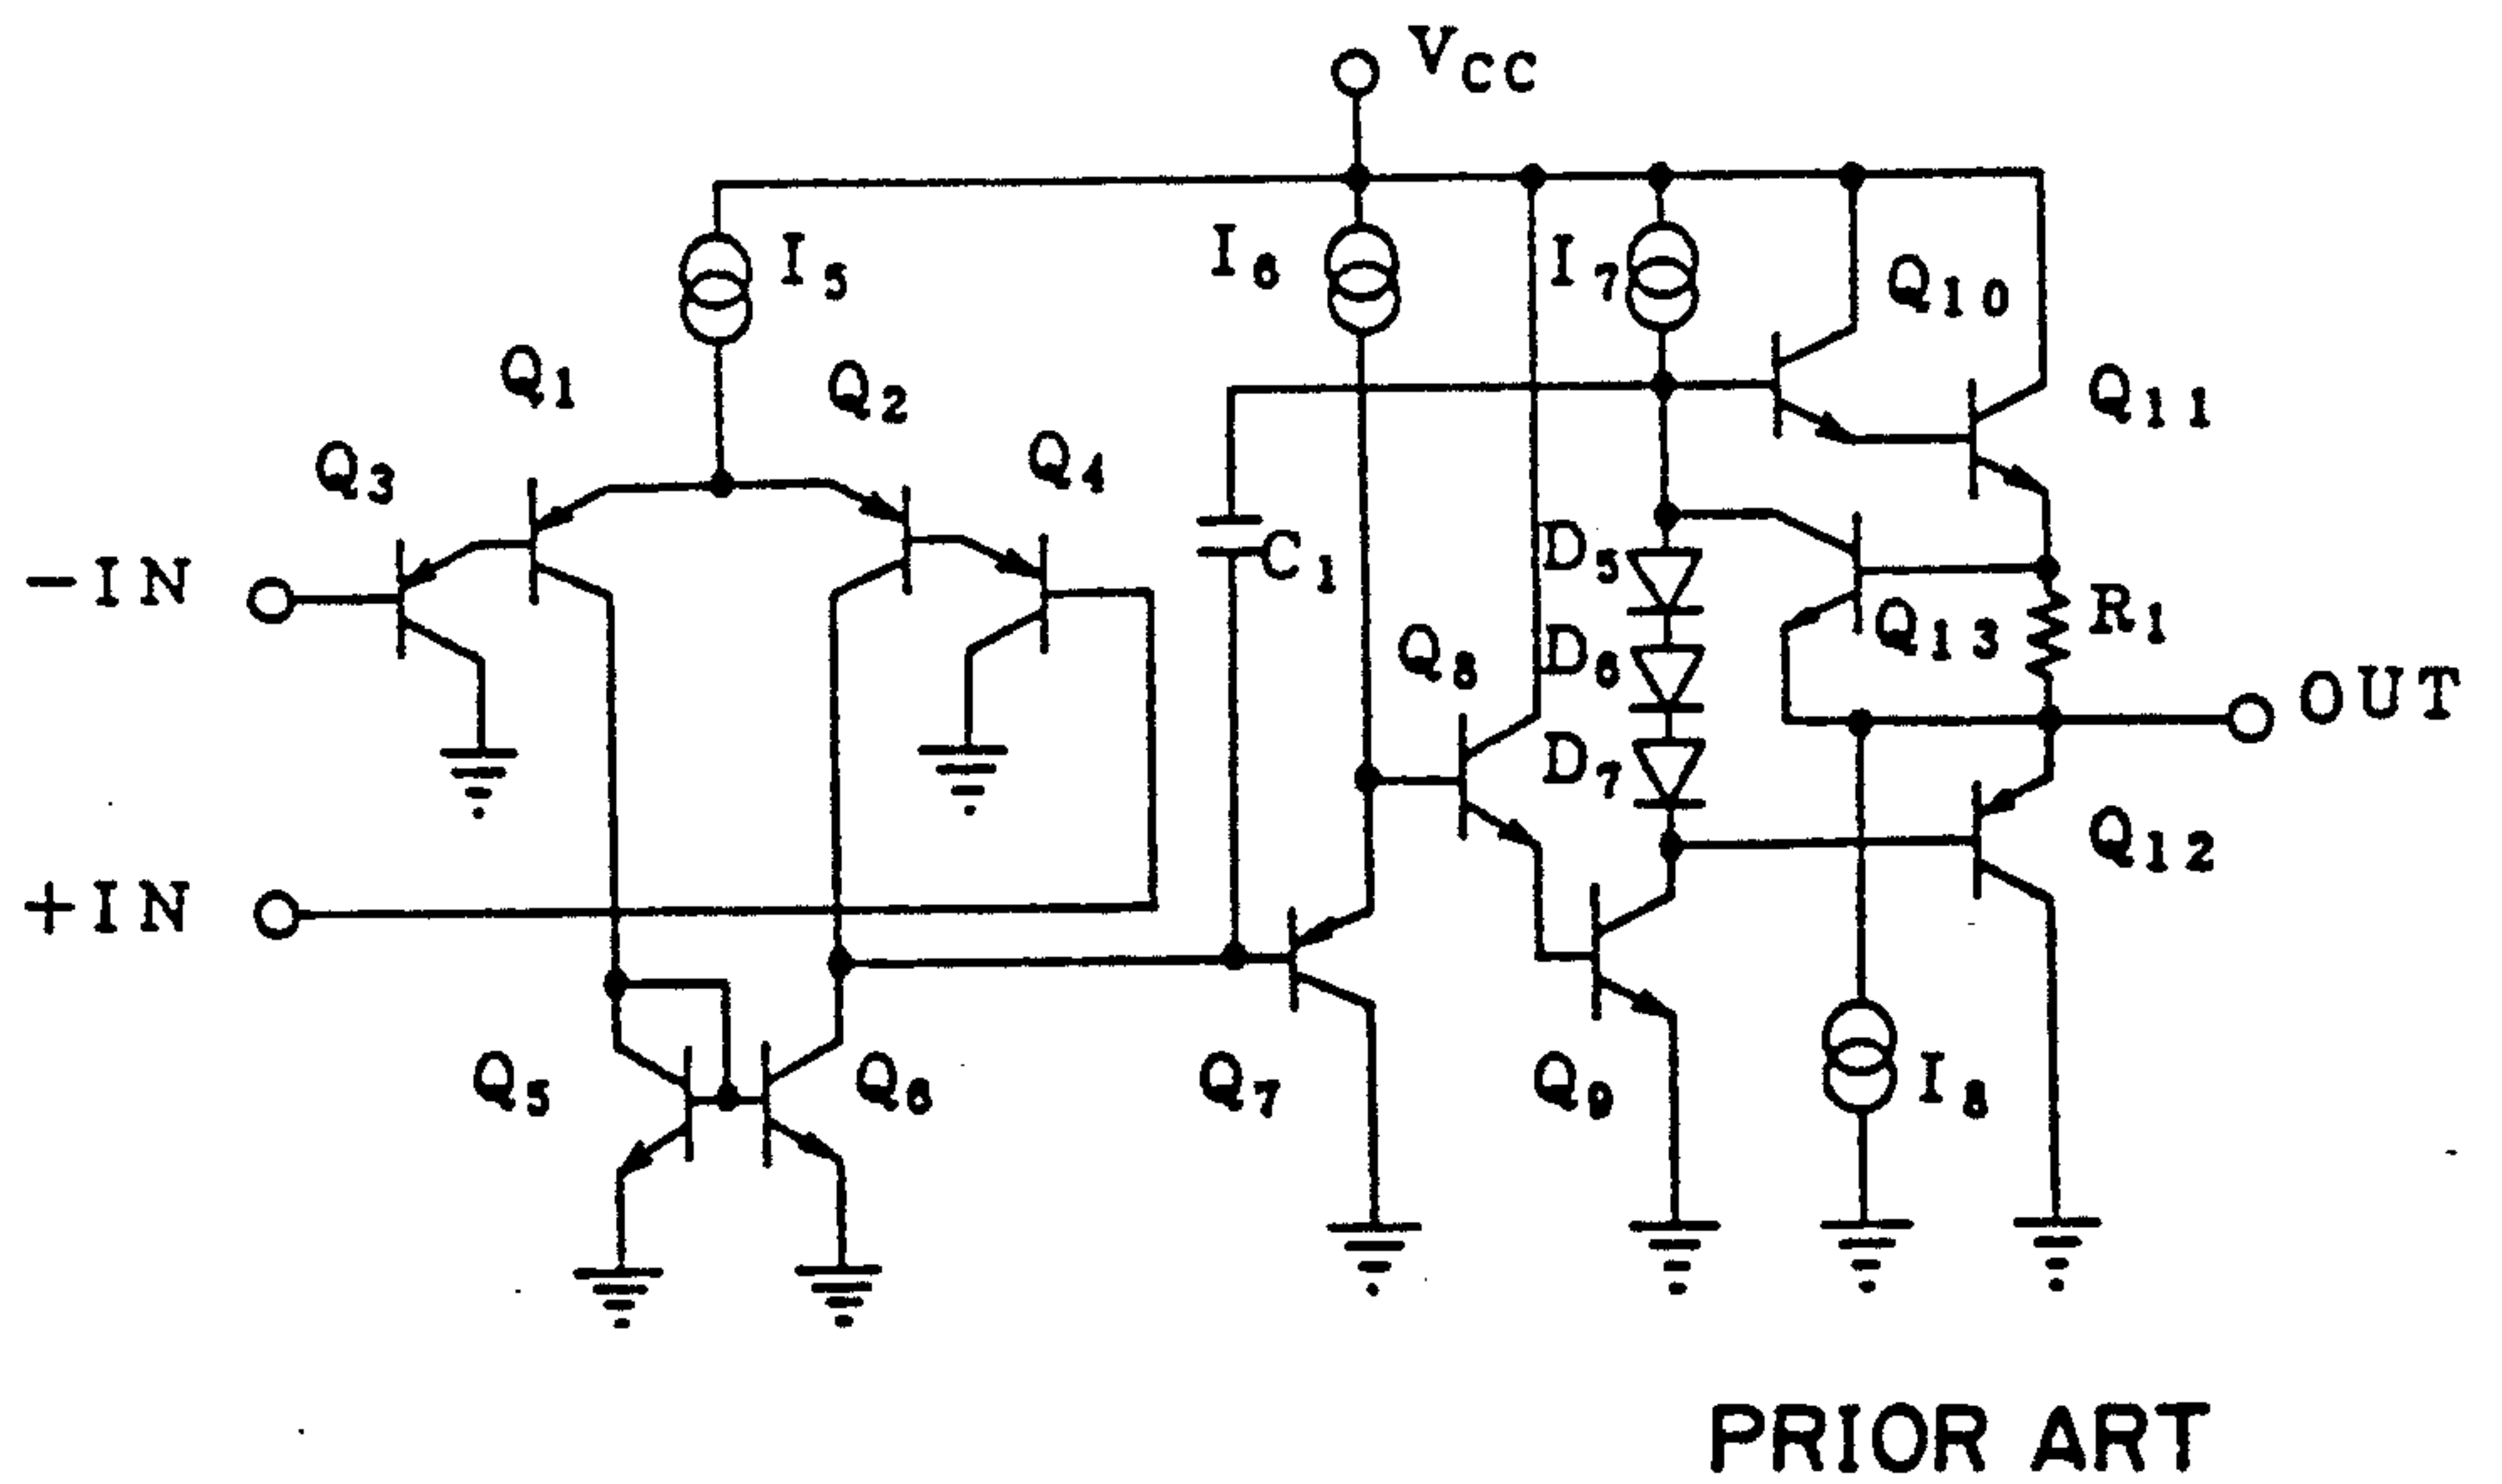 VCC
I5
I6
I7
Q10
Q1
Q2
Q11
Q3
Q4
-IN
D5
C1
Q13
R1
Q8
D6
OUT
D7
Q12
+IN
Q5
Q6
Q7
Q9
I8
PRIOR ART